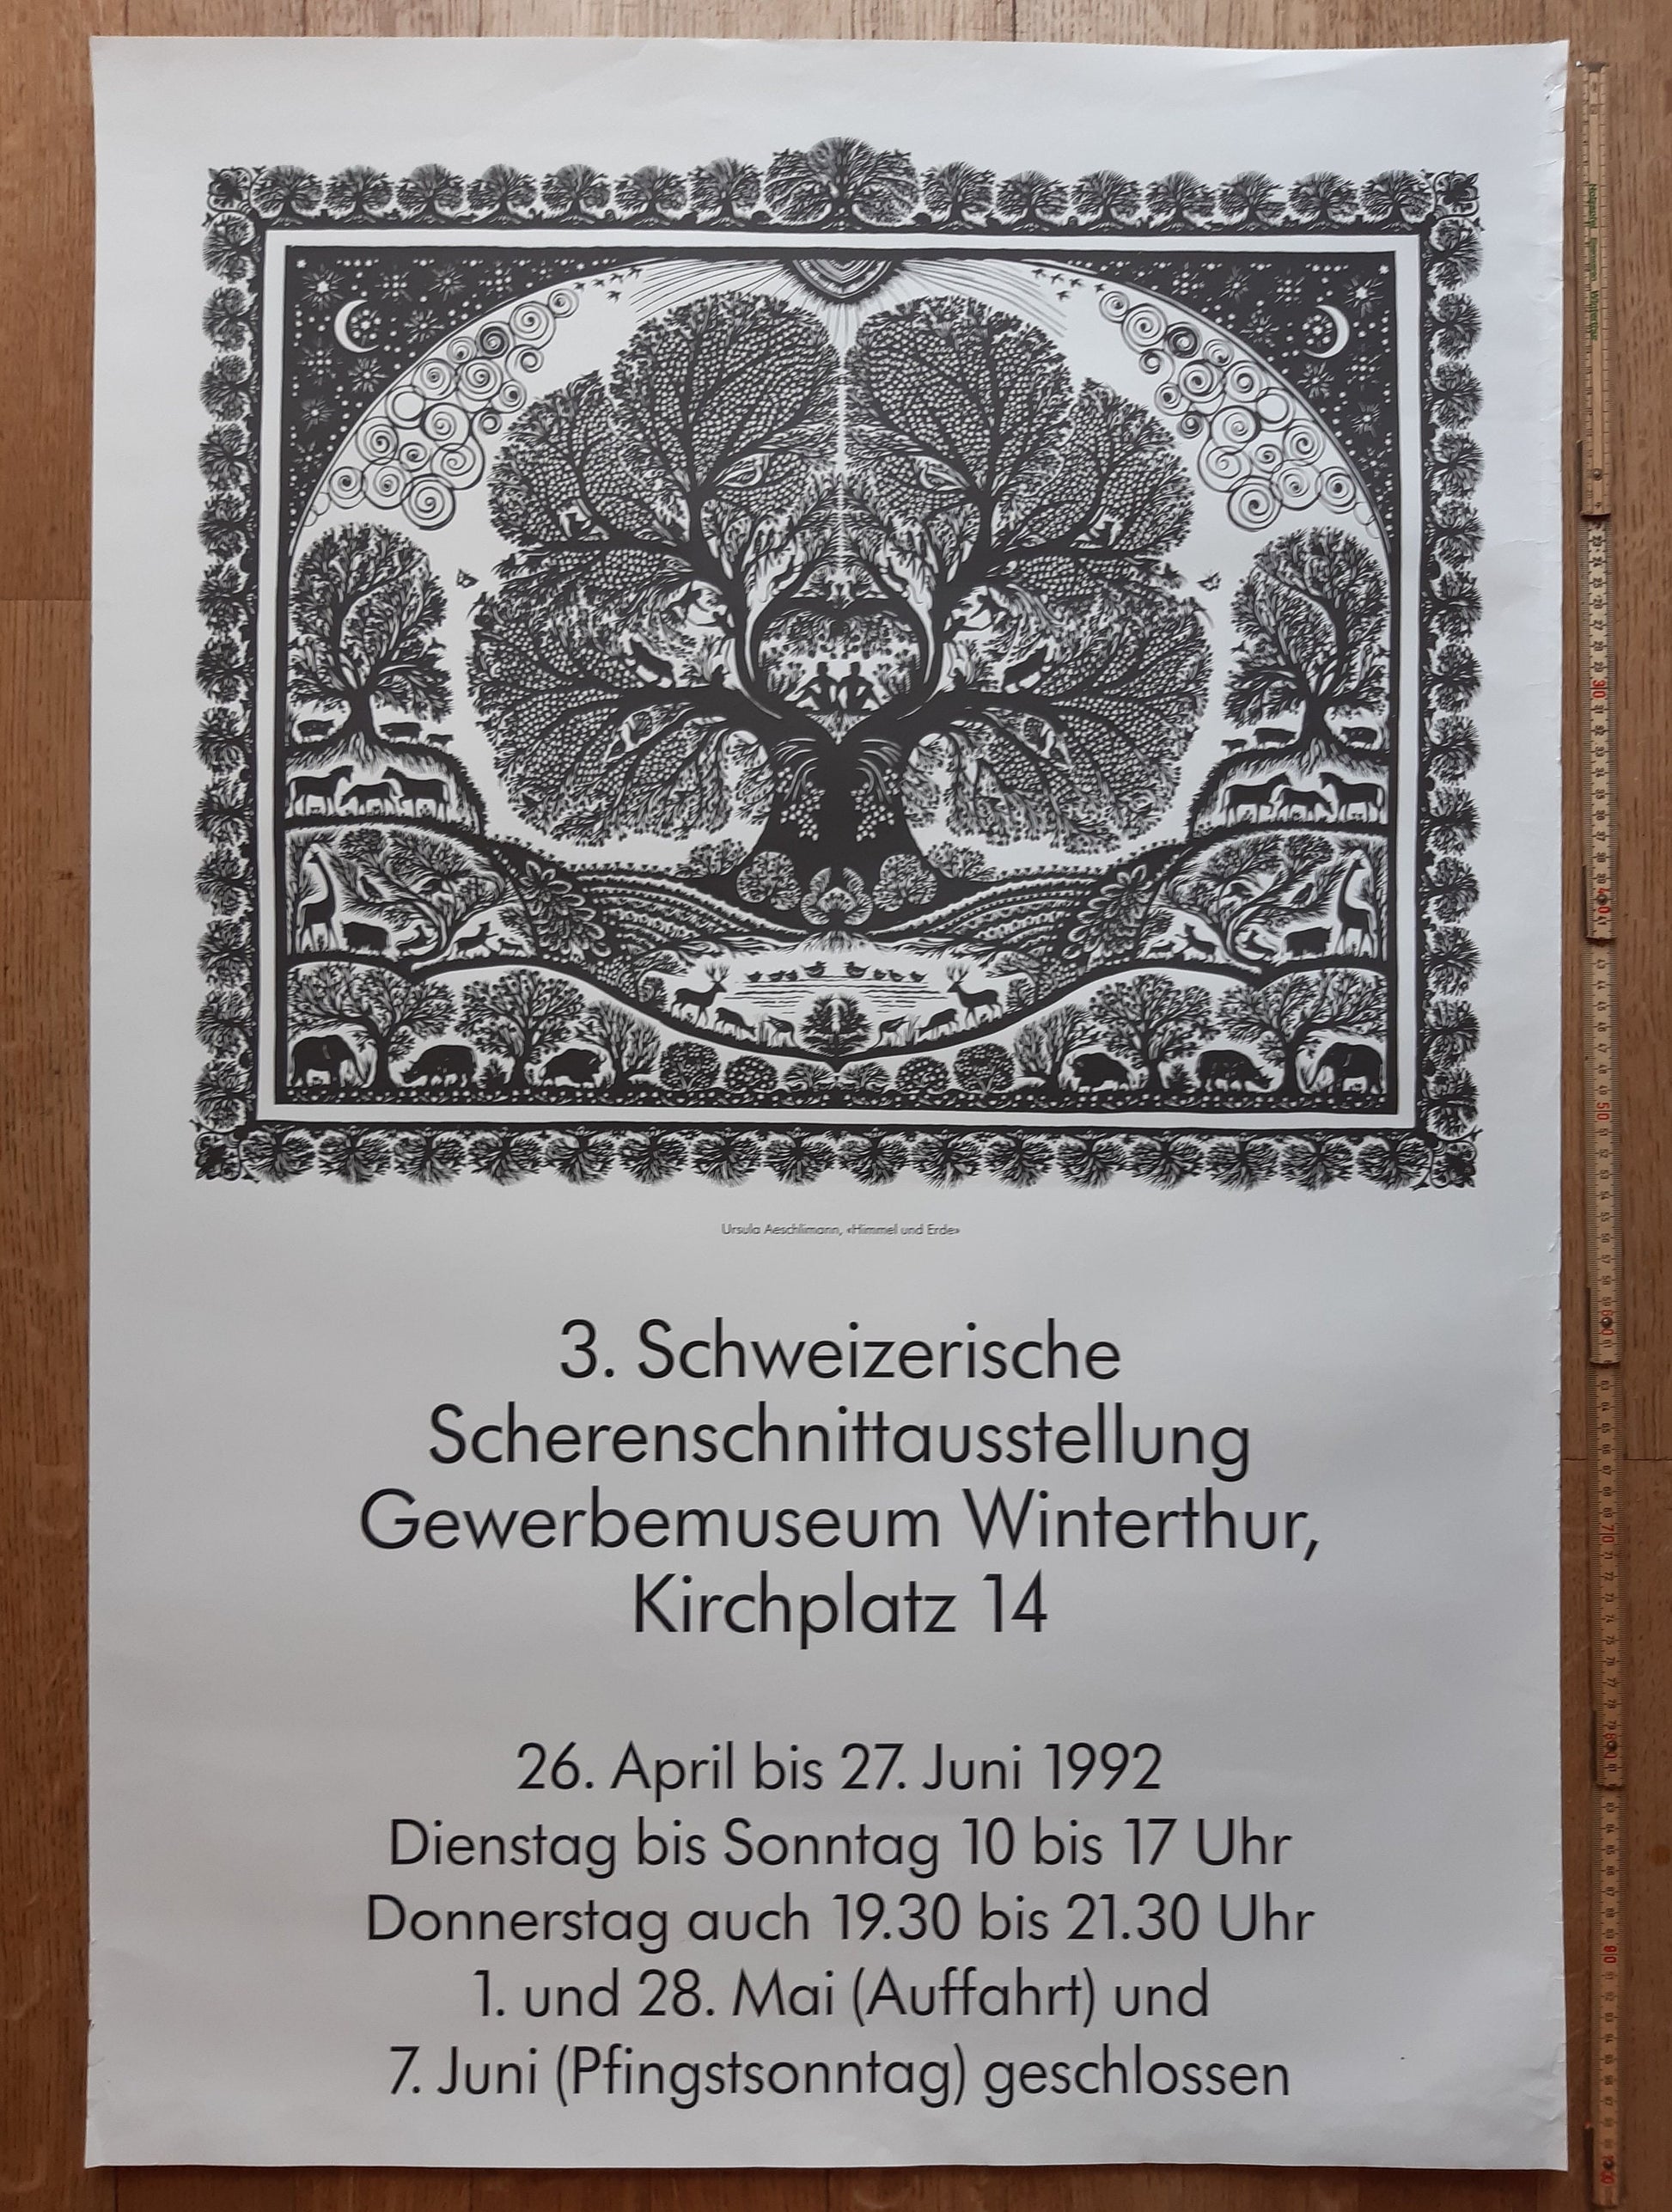 Ursula Aeschlimann, «Himmel und Erde»
3. Schweizerische
Scherenschnittausstellung
Gewerbemuseum Winterthur,
Kirchplatz 14
26. April bis 27. Juni 1992
Dienstag bis Sonntag 10 bis 17 Uhr
Donnerstag auch 19.30 bis 21.30 Uhr
1. und 28. Mai (Auffahrt) und
7. Juni (Pfingstsonntag) geschlossen